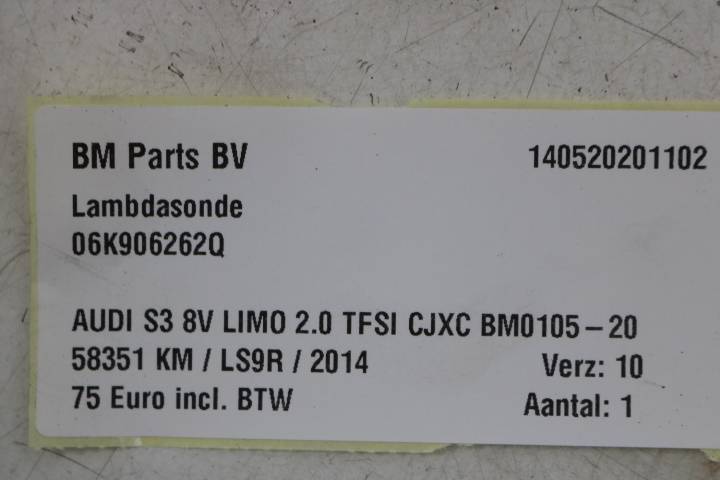 BM Parts BV 140520201102
Lambdasonde
06K906262Q
AUDI S3 8V LIMO 2.0 TFSI CJXC BM0105-20
58351 KM / LS9R / 2014 Verz: 10
75 Euro incl. BTW Aantal: 1